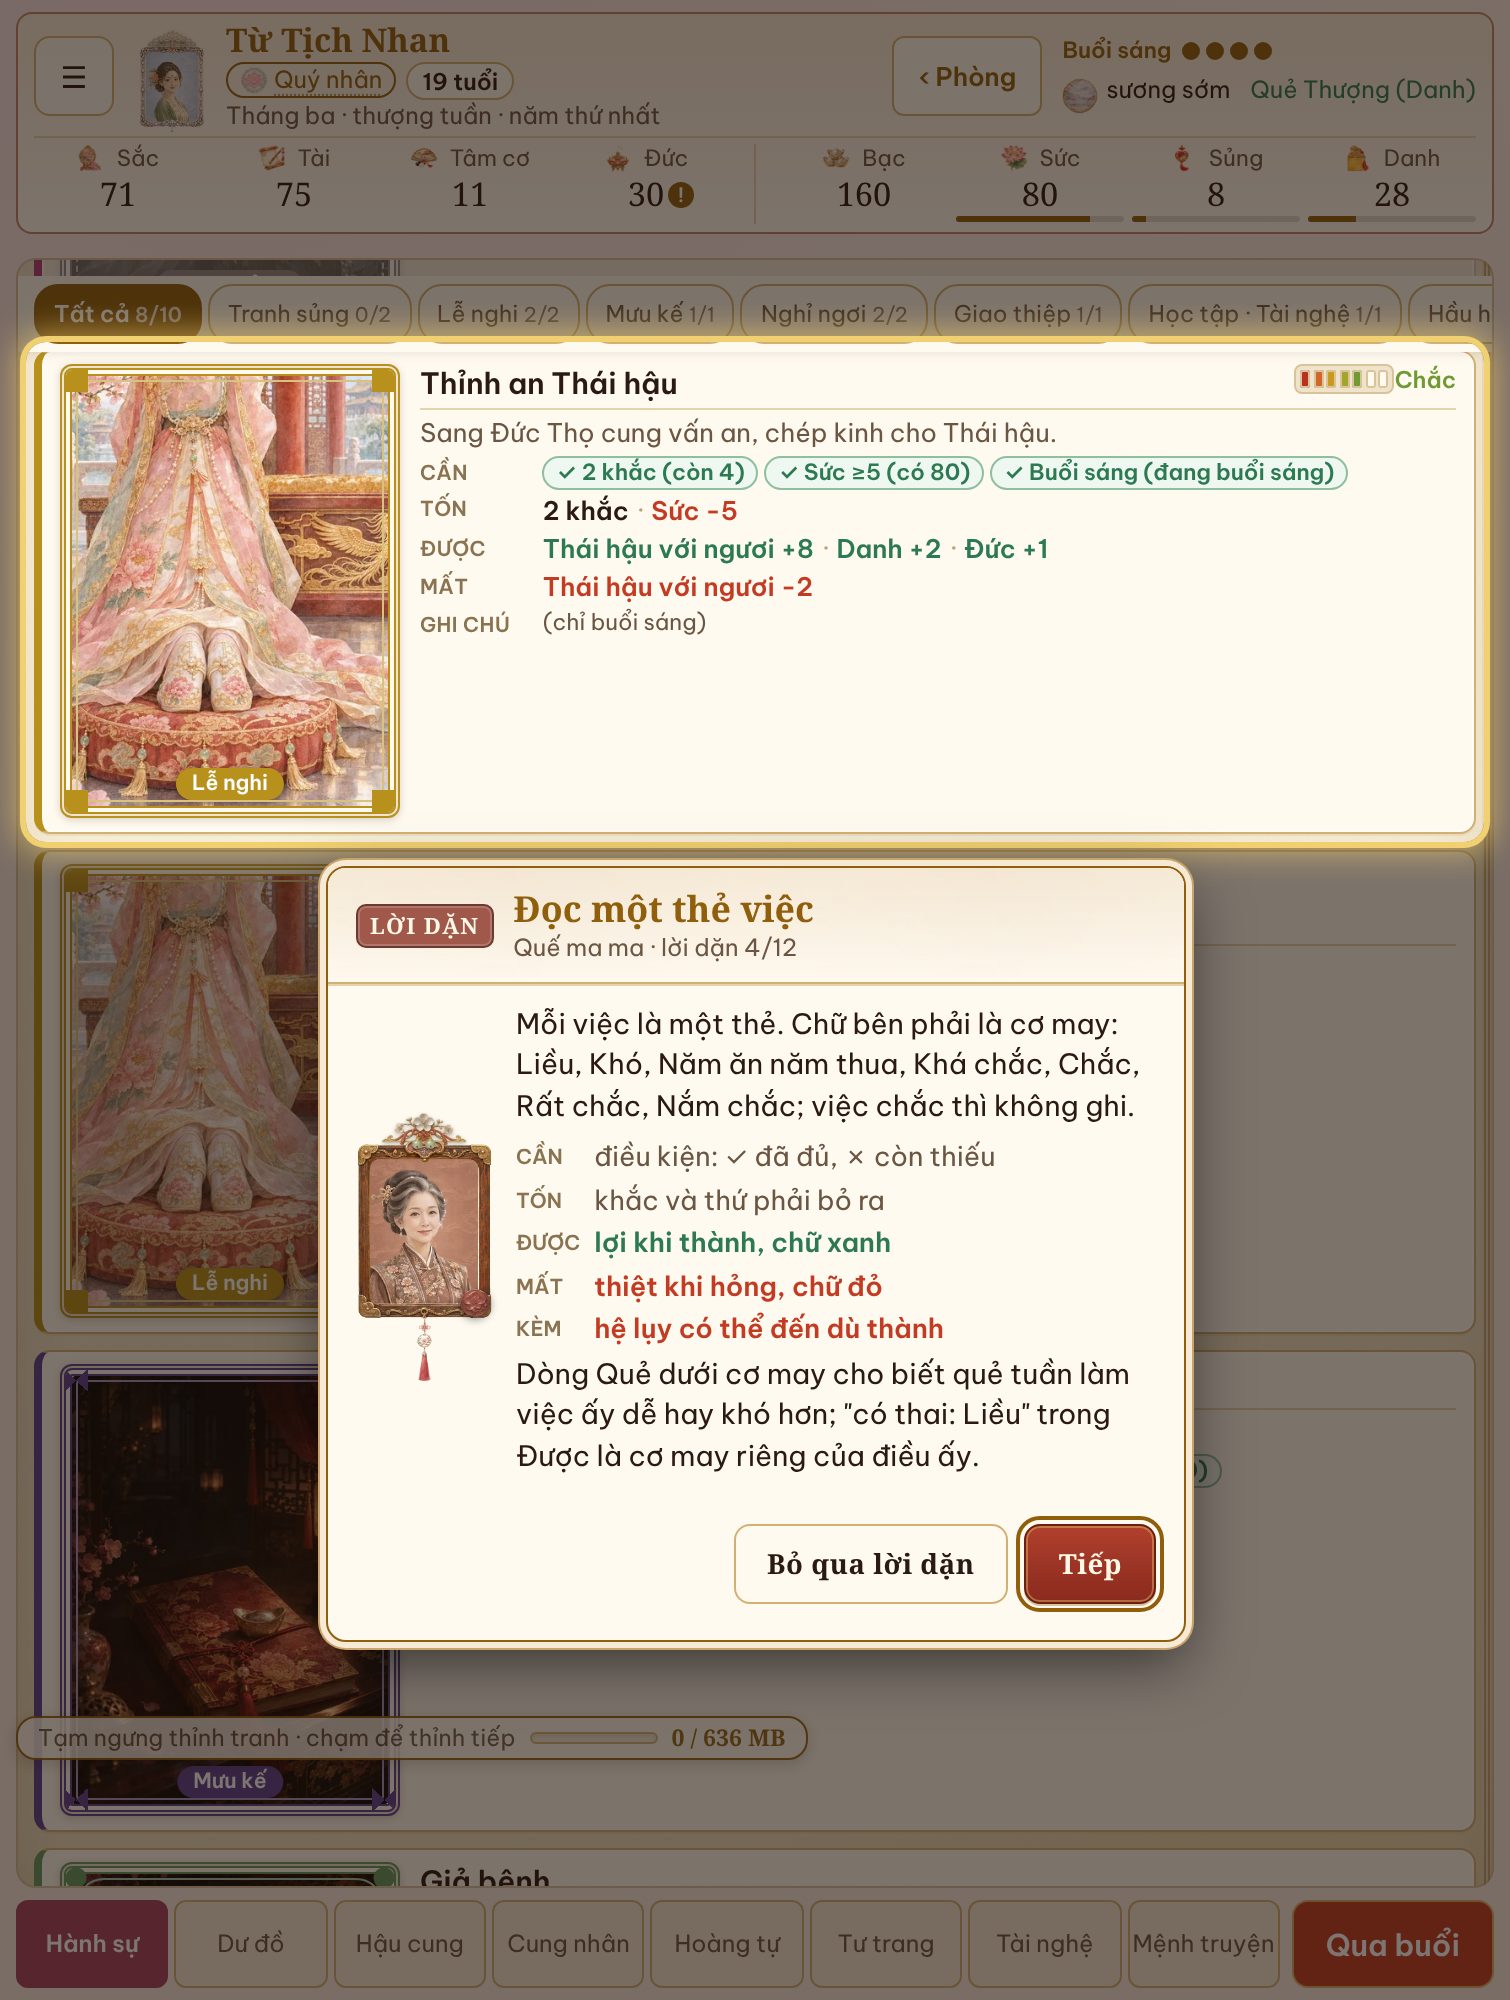 ☰
Từ Tịch Nhan
Quý nhân
19 tuổi
Tháng ba · thượng tuần · năm thứ nhất
‹ Phòng
Buổi sáng
sương sớm Quẻ Thượng (Danh)
Sắc Tài Tâm cơ Đức Bạc Sức Sủng Danh
71 75 11 30 ! 160 80 8 28
Tất cả 8/10 Tranh sủng 0/2 Lễ nghi 2/2 Mưu kế 1/1 Nghỉ ngơi 2/2 Giao thiệp 1/1 Học tập · Tài nghệ 1/1 Hầu h
Thỉnh an Thái hậu
Chắc
Sang Đức Thọ cung vấn an, chép kinh cho Thái hậu.
CẦN ✓ 2 khắc (còn 4) ✓ Sức ≥5 (có 80) ✓ Buổi sáng (đang buổi sáng)
TỐN 2 khắc · Sức -5
ĐƯỢC Thái hậu với ngươi +8 · Danh +2 · Đức +1
MẤT Thái hậu với ngươi -2
GHI CHÚ (chỉ buổi sáng)
Lễ nghi
LỜI DẶN
Đọc một thẻ việc
Quế ma ma · lời dặn 4/12
Mỗi việc là một thẻ. Chữ bên phải là cơ may:
Liều, Khó, Năm ăn năm thua, Khá chắc, Chắc,
Rất chắc, Nắm chắc; việc chắc thì không ghi.
CẦN điều kiện: ✓ đã đủ, × còn thiếu
TỐN khắc và thứ phải bỏ ra
ĐƯỢC lợi khi thành, chữ xanh
MẤT thiệt khi hỏng, chữ đỏ
KÈM hệ lụy có thể đến dù thành
Dòng Quẻ dưới cơ may cho biết quẻ tuần làm
việc ấy dễ hay khó hơn; "có thai: Liều" trong
Được là cơ may riêng của điều ấy.
Bỏ qua lời dặn
Tiếp
Lễ nghi
Tạm ngưng thỉnh tranh · chạm để thỉnh tiếp 0 / 636 MB
Mưu kế
Giả bệnh
Hành sự Dư đồ Hậu cung Cung nhân Hoàng tự Tư trang Tài nghệ Mệnh truyện Qua buổi